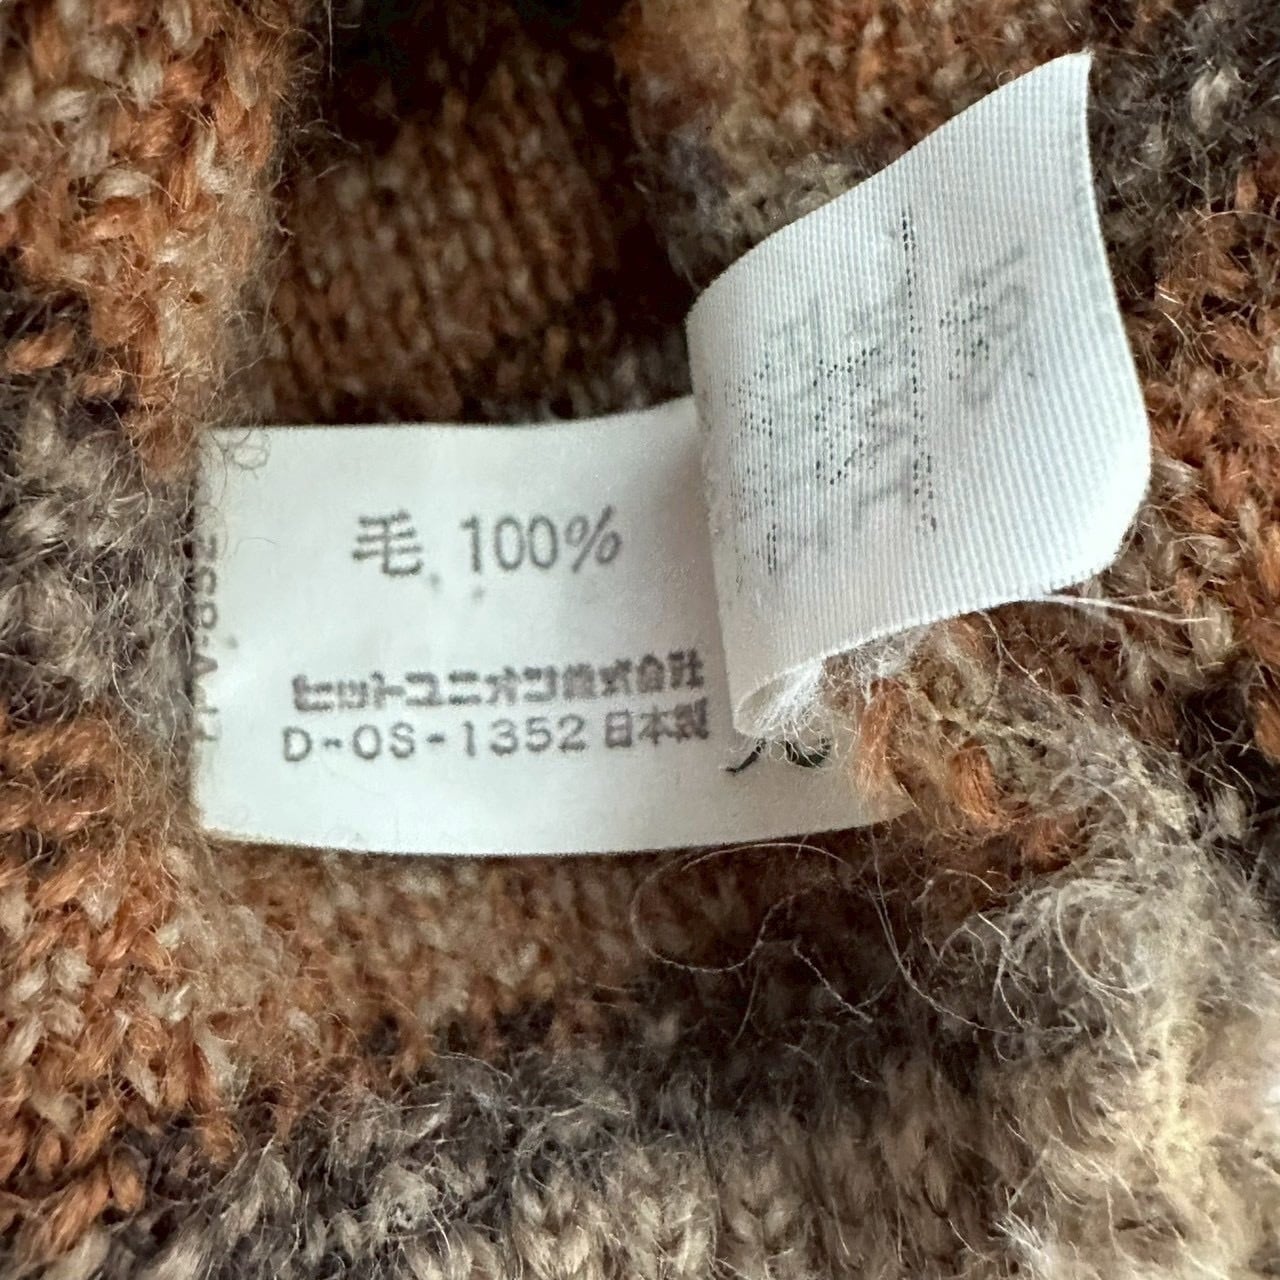 毛 100%
ヒットユニオン株式会社
D-OS-1352 日本製